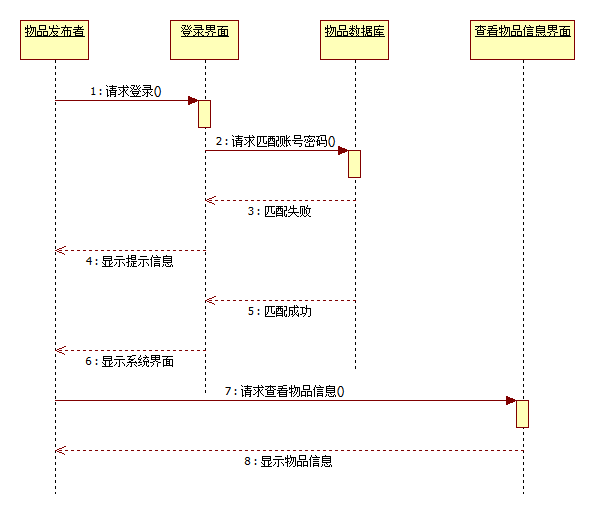 物品发布者
登录界面
物品数据库
查看物品信息界面
1 : 请求登录()
2 : 请求匹配账号密码()
3 : 匹配失败
4 : 显示提示信息
5 : 匹配成功
6 : 显示系统界面
7 : 请求查看物品信息()
8 : 显示物品信息